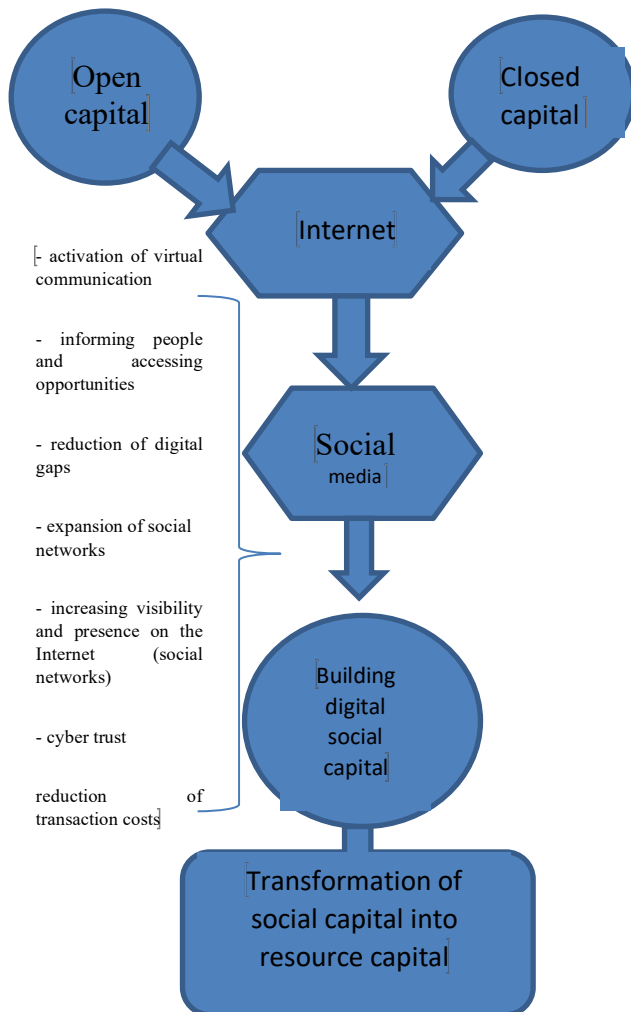 Open
capital
Closed
capital
Internet
- activation of virtual
communication
- informing people
and accessing
opportunities
- reduction of digital
gaps
- expansion of social
networks
- increasing visibility
and presence on the
Internet (social
networks)
- cyber trust
reduction of
transaction costs
Social
media
Building
digital
social
capital
Transformation of
social capital into
resource capital